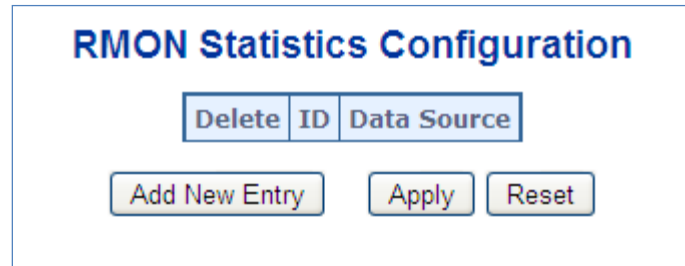 RMON Statistics Configuration
Delete ID Data Source
Add New Entry Apply Reset